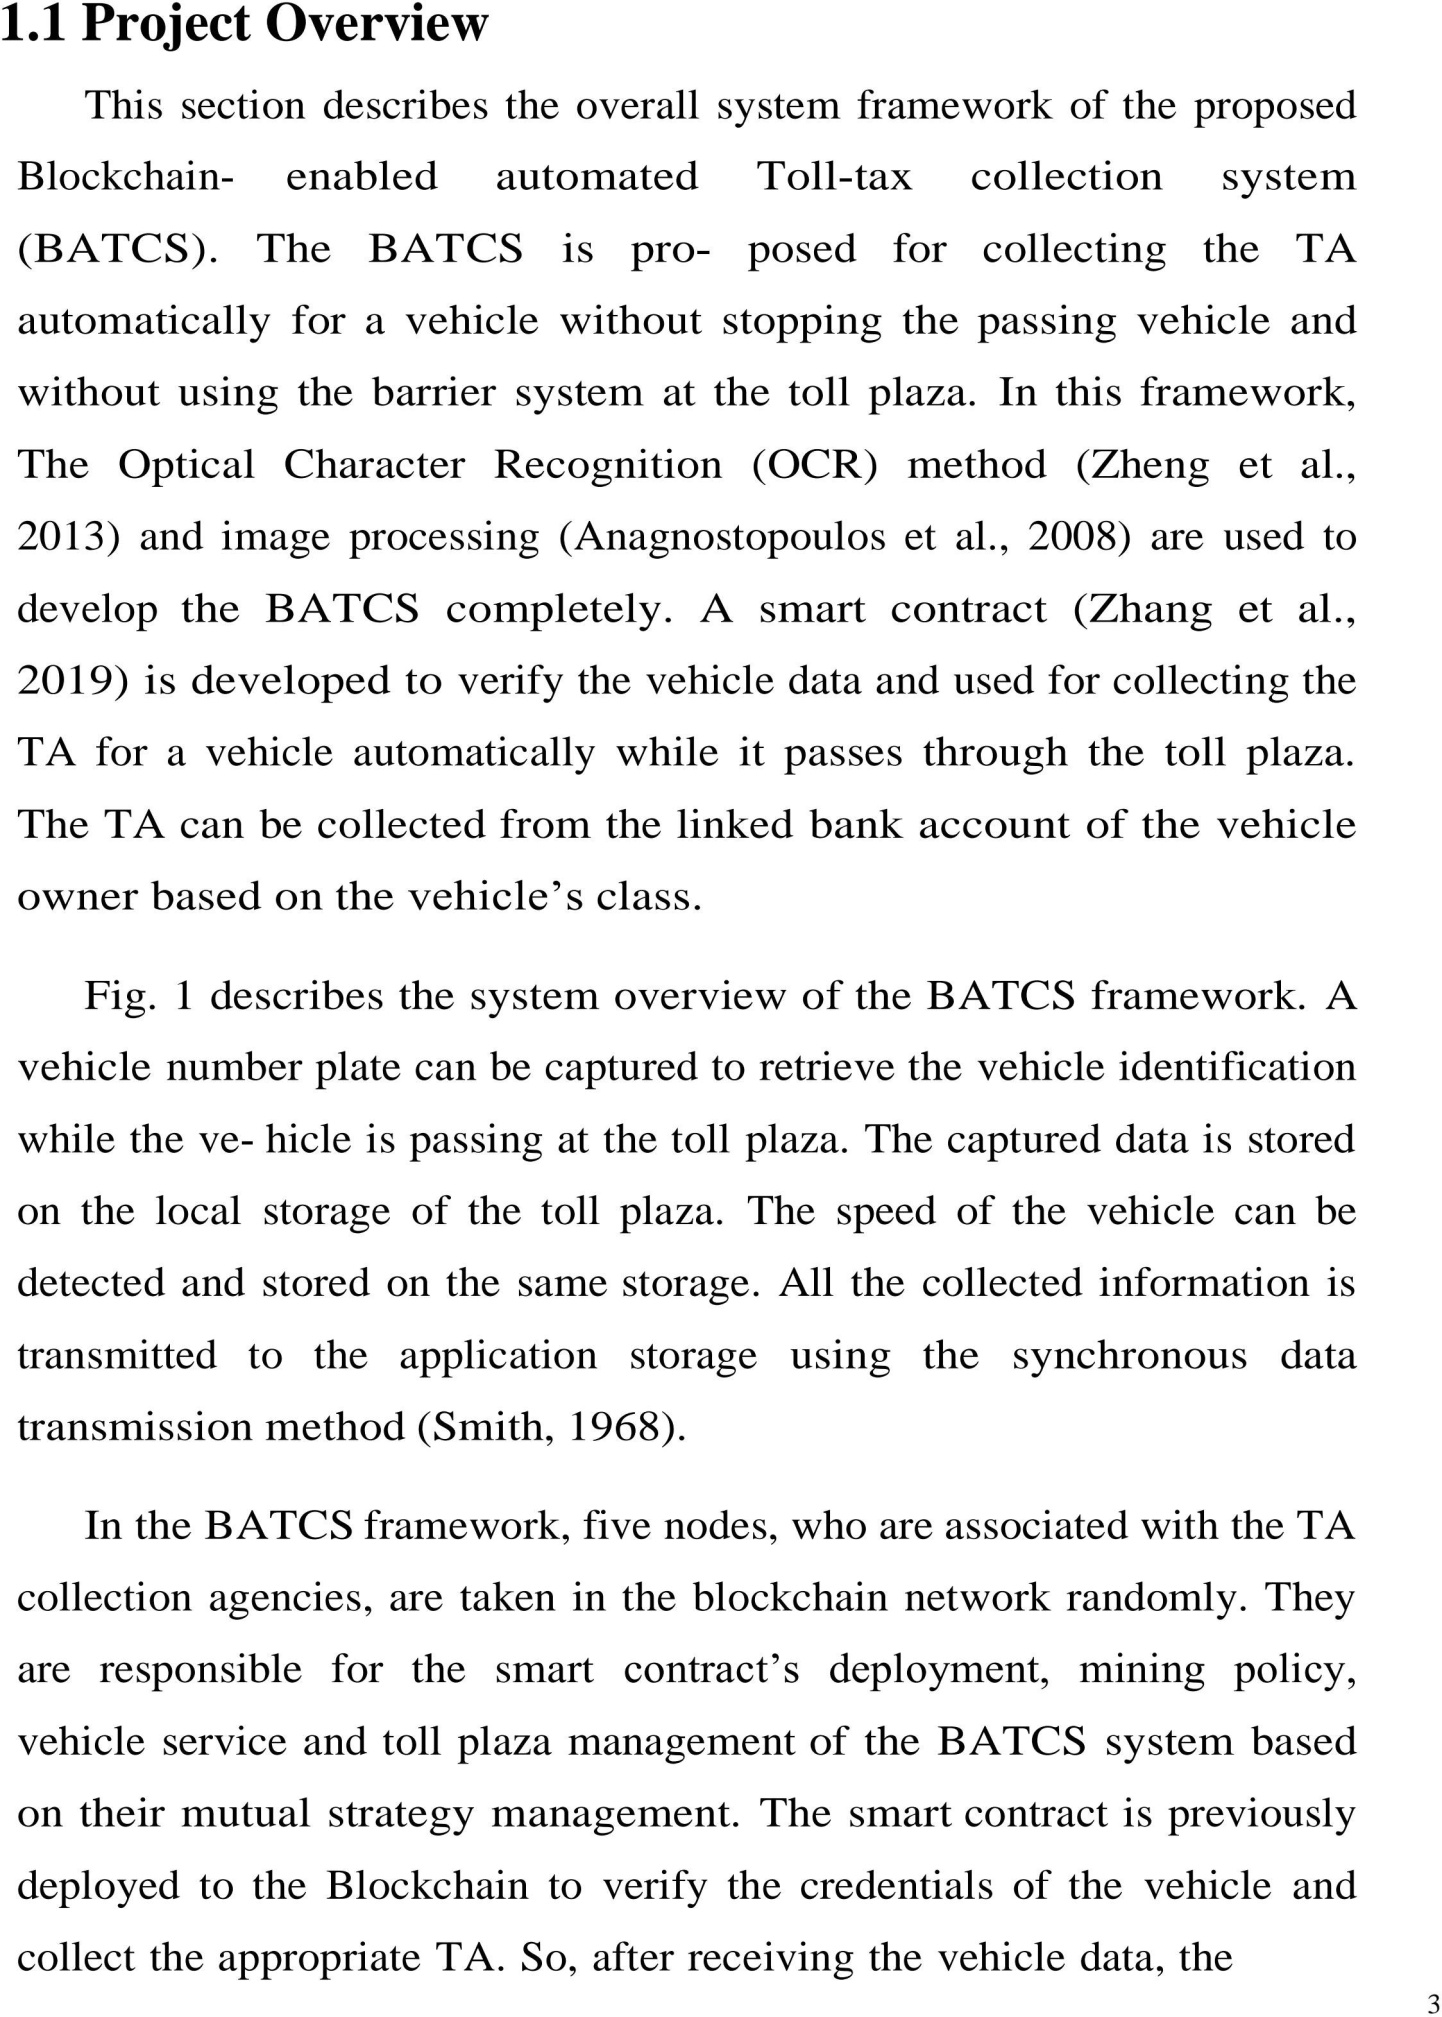 1.1 Project Overview
This section describes the overall system framework of the proposed
Blockchain- enabled automated Toll-tax collection system
(BATCS). The BATCS is pro- posed for collecting the TA
automatically for a vehicle without stopping the passing vehicle and
without using the barrier system at the toll plaza. In this framework,
The Optical Character Recognition (OCR) method (Zheng et al.,
2013) and image processing (Anagnostopoulos et al., 2008) are used to
develop the BATCS completely. A smart contract (Zhang et al.,
2019) is developed to verify the vehicle data and used for collecting the
TA for a vehicle automatically while it passes through the toll plaza.
The TA can be collected from the linked bank account of the vehicle
owner based on the vehicle’s class.
Fig. 1 describes the system overview of the BATCS framework. A
vehicle number plate can be captured to retrieve the vehicle identification
while the ve- hicle is passing at the toll plaza. The captured data is stored
on the local storage of the toll plaza. The speed of the vehicle can be
detected and stored on the same storage. All the collected information is
transmitted to the application storage using the synchronous data
transmission method (Smith, 1968).
In the BATCS framework, five nodes, who are associated with the TA
collection agencies, are taken in the blockchain network randomly. They
are responsible for the smart contract’s deployment, mining policy,
vehicle service and toll plaza management of the BATCS system based
on their mutual strategy management. The smart contract is previously
deployed to the Blockchain to verify the credentials of the vehicle and
collect the appropriate TA. So, after receiving the vehicle data, the
3